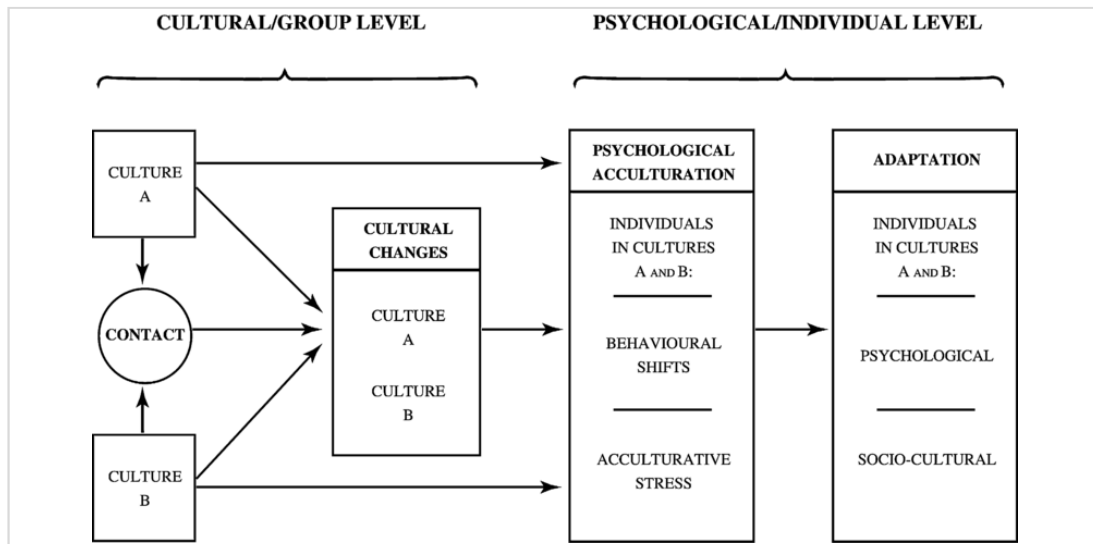 CULTURAL/GROUP LEVEL
PSYCHOLOGICAL/INDIVIDUAL LEVEL
CULTURE
A
CONTACT
CULTURE
B
CULTURAL
CHANGES
CULTURE
A
CULTURE
B
PSYCHOLOGICAL
ACCULTURATION
INDIVIDUALS
IN CULTURES
A AND B:
BEHAVIOURAL
SHIFTS
ACCULTURATIVE
STRESS
ADAPTATION
INDIVIDUALS
IN CULTURES
A AND B:
PSYCHOLOGICAL
SOCIO-CULTURAL